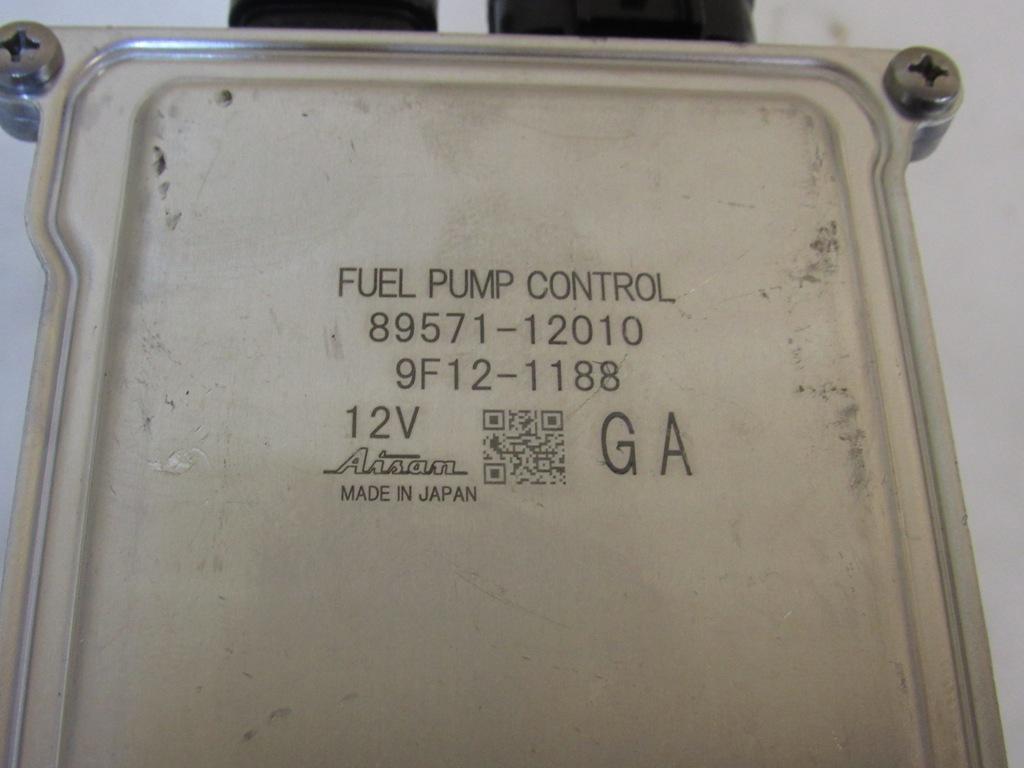 FUEL PUMP CONTROL
89571-12010
9F12-1188
12V
GA
Aisan
MADE IN JAPAN